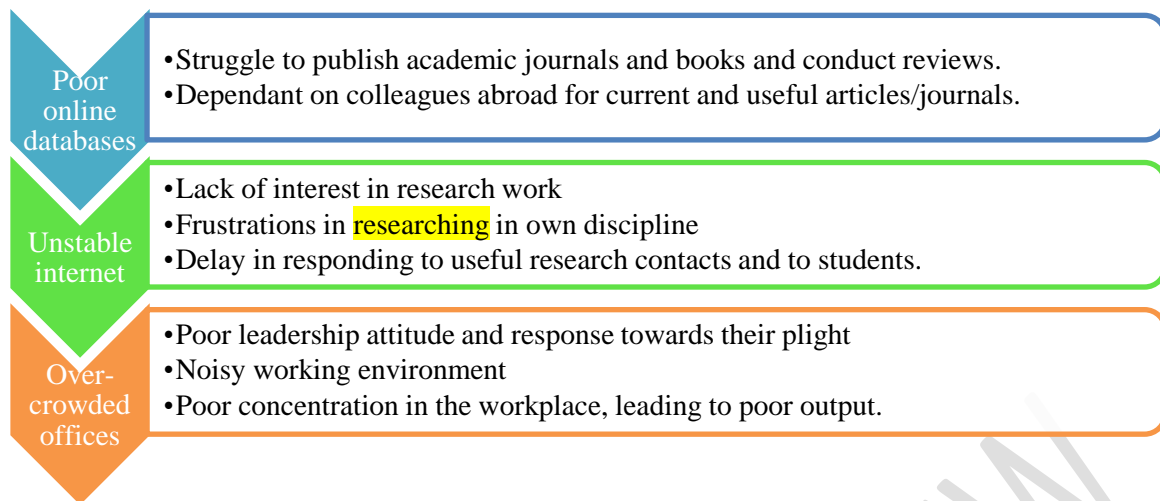 Poor
online
databases
•Struggle to publish academic journals and books and conduct reviews.
•Dependant on colleagues abroad for current and useful articles/journals.
Unstable
internet
•Lack of interest in research work
•Frustrations in researching in own discipline
•Delay in responding to useful research contacts and to students.
Over-
crowded
offices
•Poor leadership attitude and response towards their plight
•Noisy working environment
•Poor concentration in the workplace, leading to poor output.